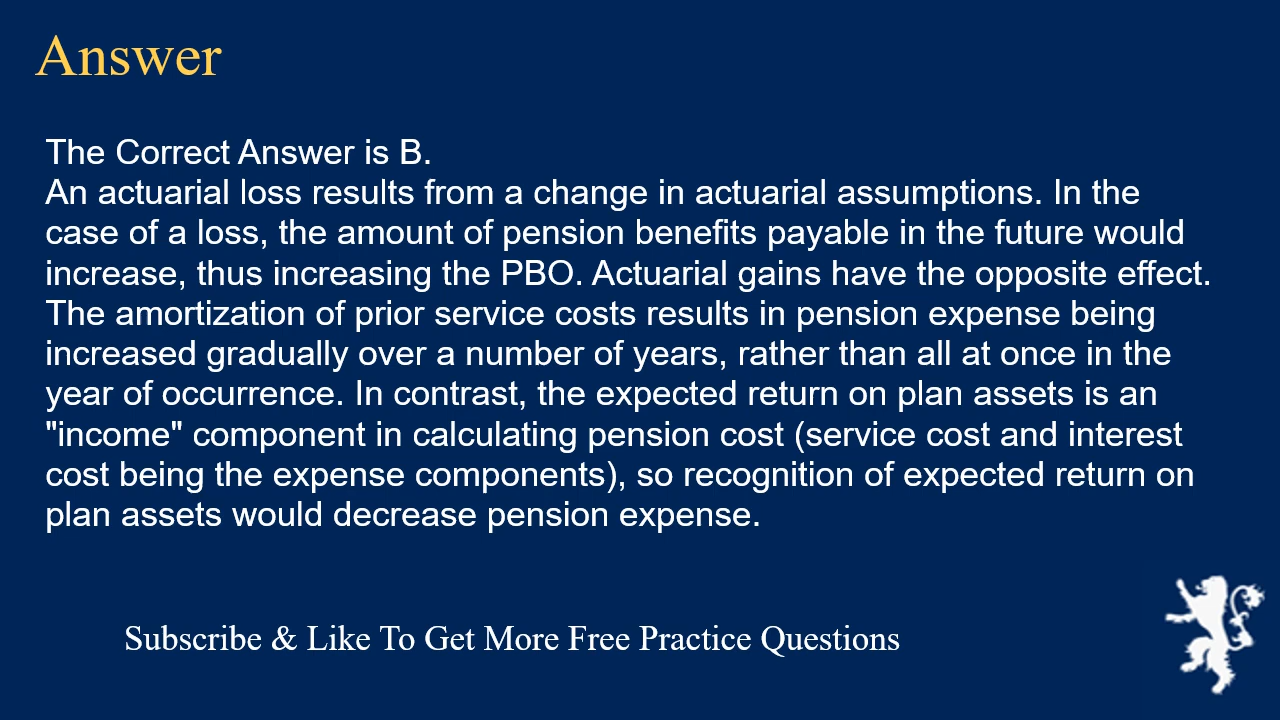 Answer
The Correct Answer is B.
An actuarial loss results from a change in actuarial assumptions. In the
case of a loss, the amount of pension benefits payable in the future would
increase, thus increasing the PBO. Actuarial gains have the opposite effect.
The amortization of prior service costs results in pension expense being
increased gradually over a number of years, rather than all at once in the
year of occurrence. In contrast, the expected return on plan assets is an
"income" component in calculating pension cost (service cost and interest
cost being the expense components), so recognition of expected return on
plan assets would decrease pension expense.
Subscribe & Like To Get More Free Practice Questions